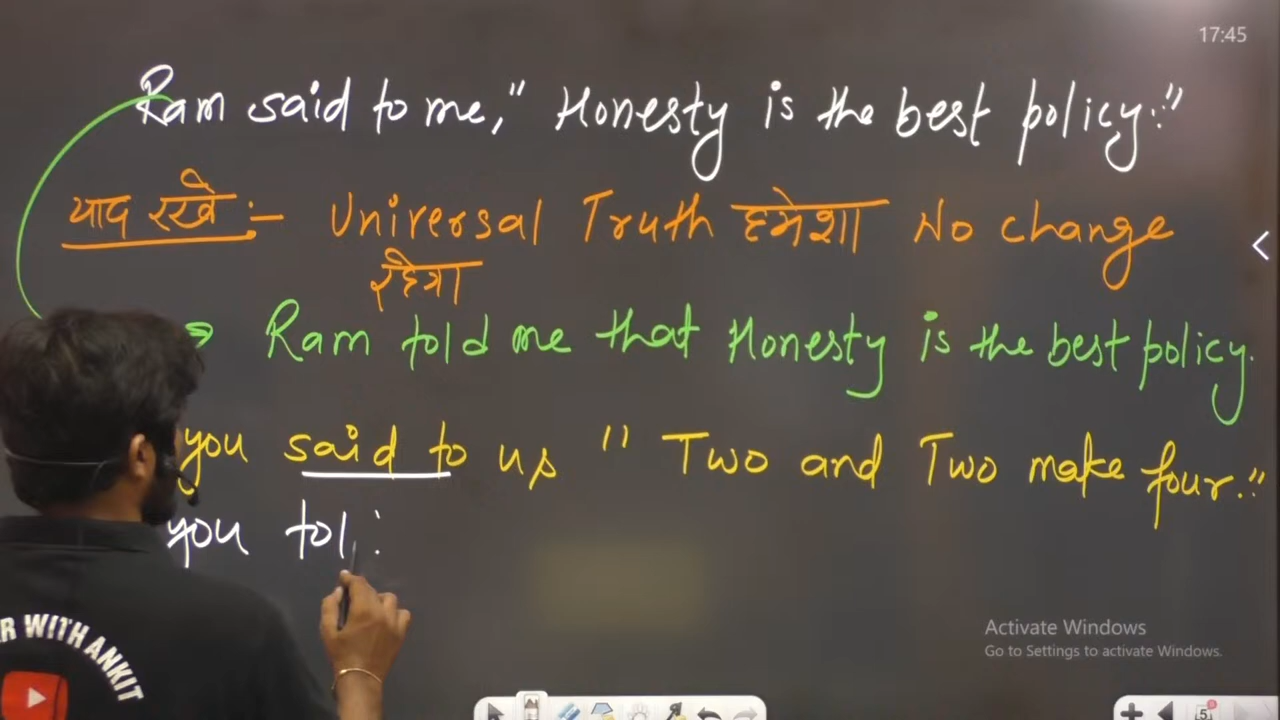 17:45
Ram said to me," Honesty is the best policy."
याद रखे :- Universal Truth हमेशा No change
रहेगा
⇒ Ram told me that Honesty is the best policy.
you said to us " Two and Two make four."
you tol
R WITH ANKIT
Activate Windows
Go to Settings to activate Windows.
5